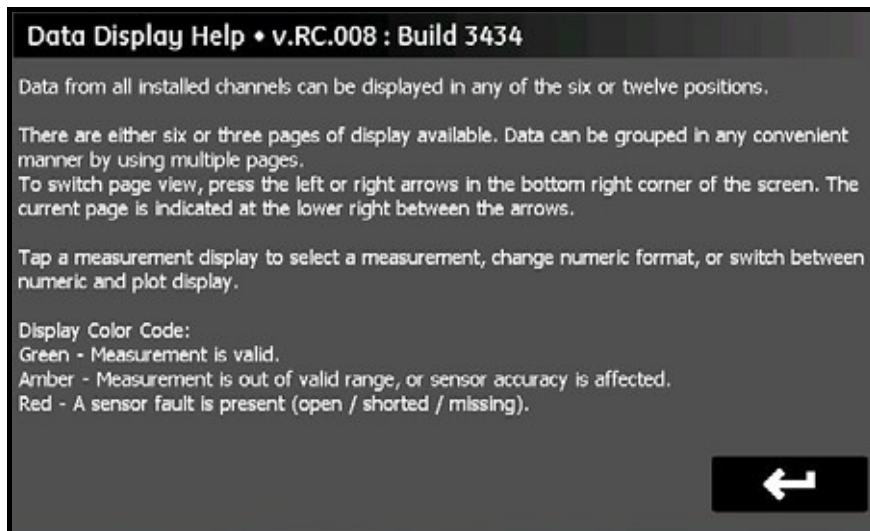 Data Display Help • v.RC.008 : Build 3434
Data from all installed channels can be displayed in any of the six or twelve positions.
There are either six or three pages of display available. Data can be grouped in any convenient
manner by using multiple pages.
To switch page view, press the left or right arrows in the bottom right corner of the screen. The
current page is indicated at the lower right between the arrows.
Tap a measurement display to select a measurement, change numeric format, or switch between
numeric and plot display.
Display Color Code:
Green - Measurement is valid.
Amber - Measurement is out of valid range, or sensor accuracy is affected.
Red - A sensor fault is present (open / shorted / missing).